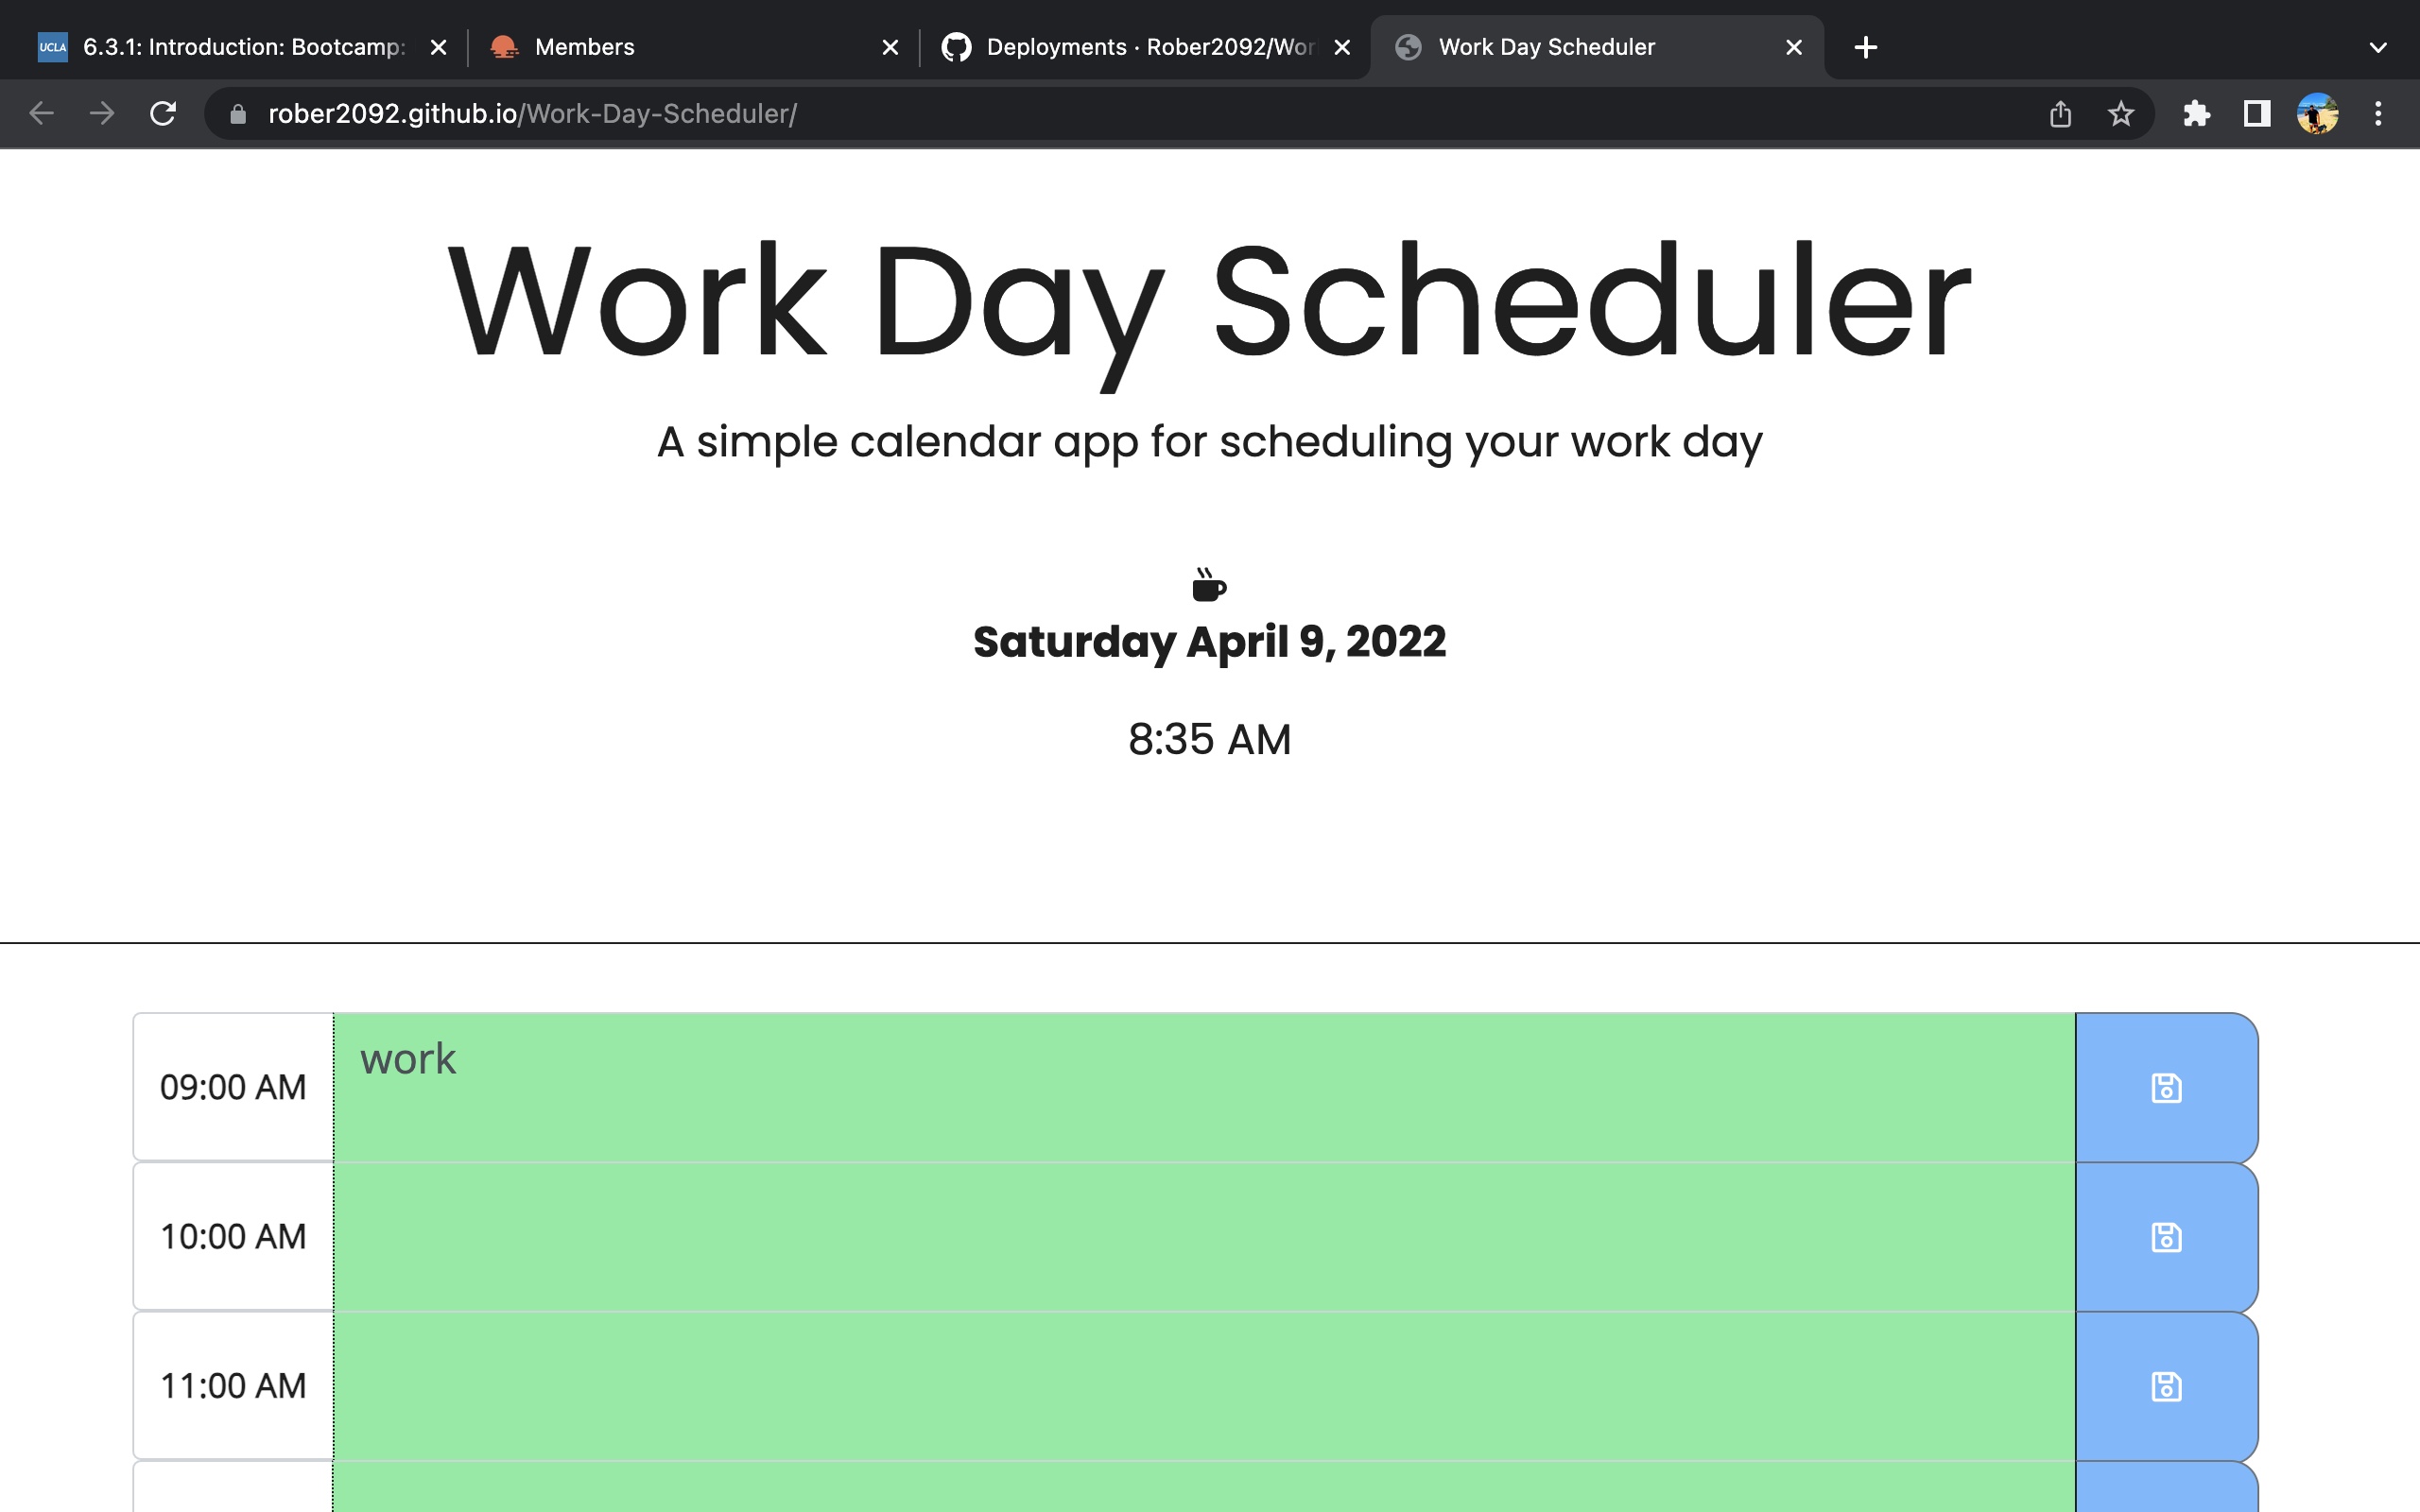 UCLA 6.3.1: Introduction: Bootcamp:
Members
Deployments · Rober2092/Wor
Work Day Scheduler
rober2092.github.io/Work-Day-Scheduler/
Work Day Scheduler
A simple calendar app for scheduling your work day
Saturday April 9, 2022
8:35 AM
09:00 AM work
10:00 AM
11:00 AM